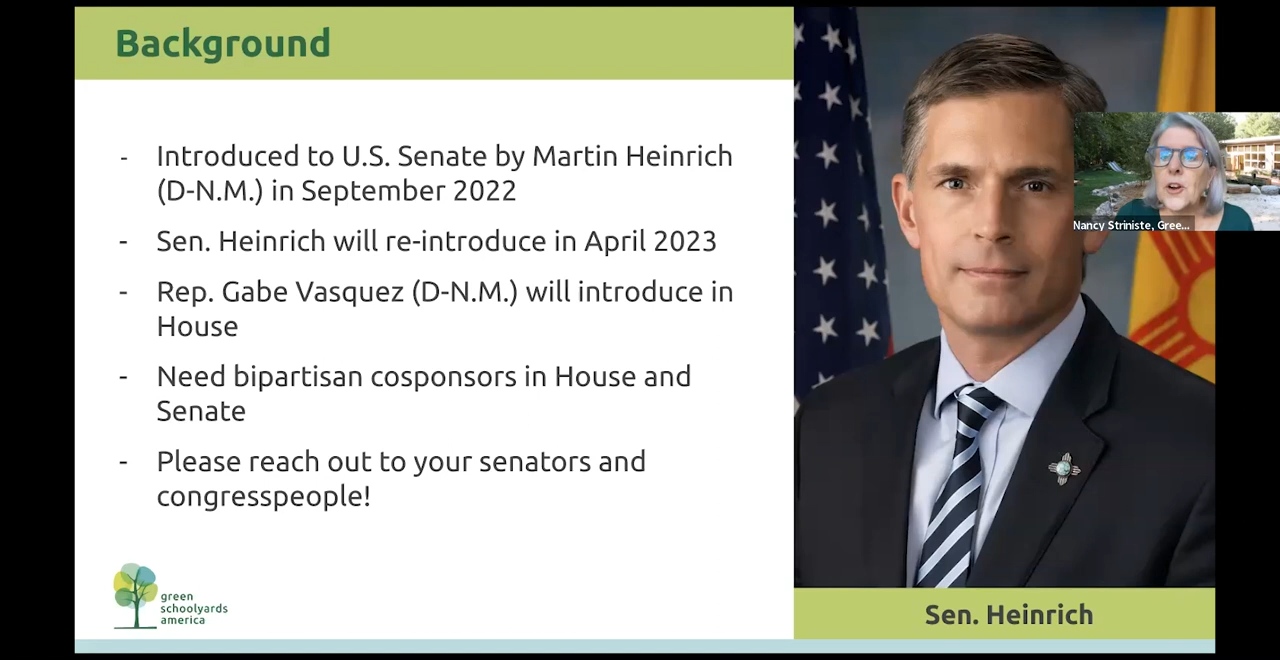 Background
- Introduced to U.S. Senate by Martin Heinrich
(D-N.M.) in September 2022
- Sen. Heinrich will re-introduce in April 2023
- Rep. Gabe Vasquez (D-N.M.) will introduce in
House
- Need bipartisan cosponsors in House and
Senate
- Please reach out to your senators and
congresspeople!
green
schoolyards
america
Sen. Heinrich
Nancy Striniste, Gree...